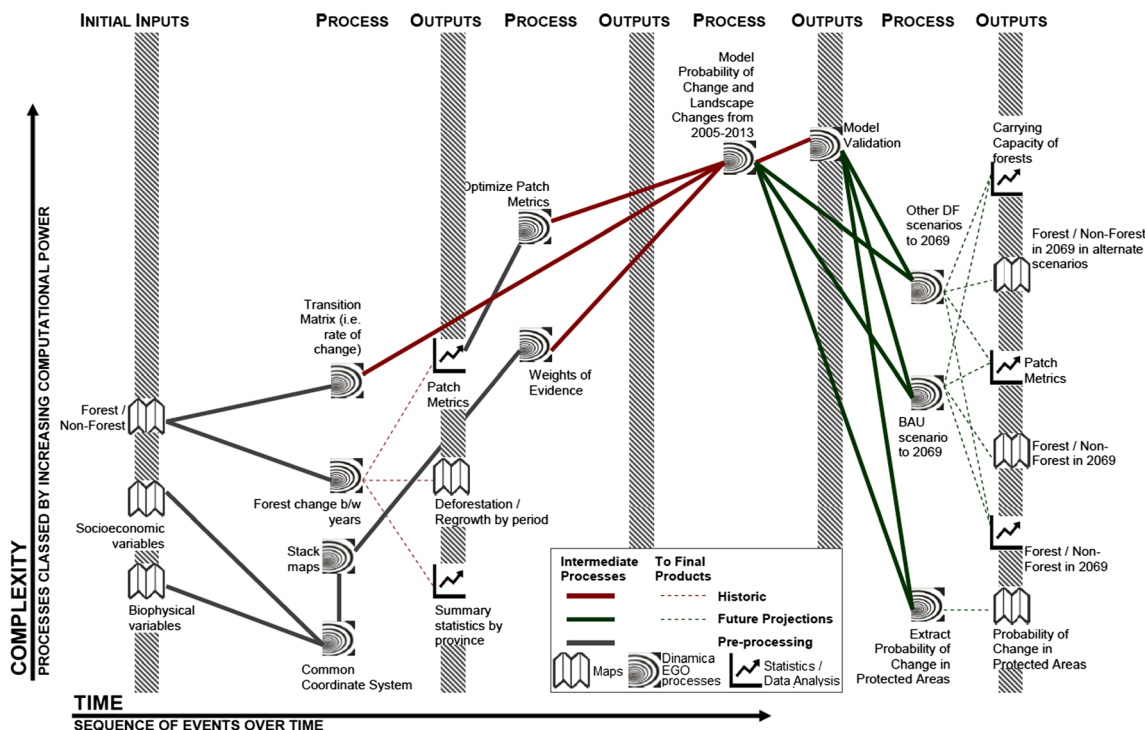 INITIAL INPUTS
PROCESS
OUTPUTS
PROCESS
OUTPUTS
PROCESS
OUTPUTS
PROCESS
OUTPUTS
Model
Probability of
Change and
Landscape
Changes from
2005-2013
Model
Validation
Carrying
Capacity of
forests
Optimize Patch
Metrics
Other DF
scenarios
to 2069
Forest / Non-Forest
in 2069 in alternate
scenarios
Transition
Matrix (i.e.
rate of
change)
Patch
Metrics
Weights of
Evidence
Patch
Metrics
Forest /
Non-Forest
BAU
scenario
to 2069
Forest / Non-
Forest in 2069
Forest change b/w
years
Deforestation /
Regrowth by period
Socioeconomic
variables
Stack
maps
Forest / Non-
Forest in 2069
Biophysical
variables
Summary
statistics by
province
Common
Coordinate System
Extract
Probability of
Change in
Protected Areas
Probability of
Change in
Protected Areas
Intermediate
Processes
To Final
Products
Historic
Future Projections
Pre-processing
Maps
Dinamica
EGO
processes
Statistics /
Data Analysis
COMPLEXITY
PROCESSES CLASSED BY INCREASING COMPUTATIONAL POWER
TIME
SEQUENCE OF EVENTS OVER TIME